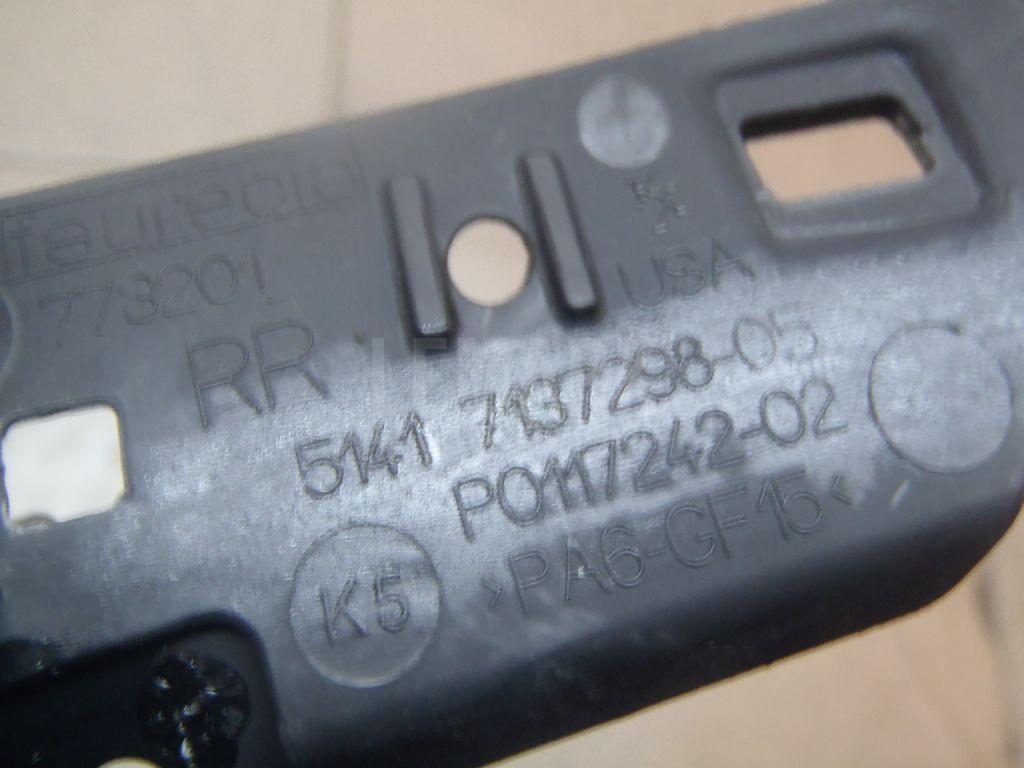 faurecia
773201
RR
USA
5141 7137298-05
P0117242-02
>PA6-GF15<
K5